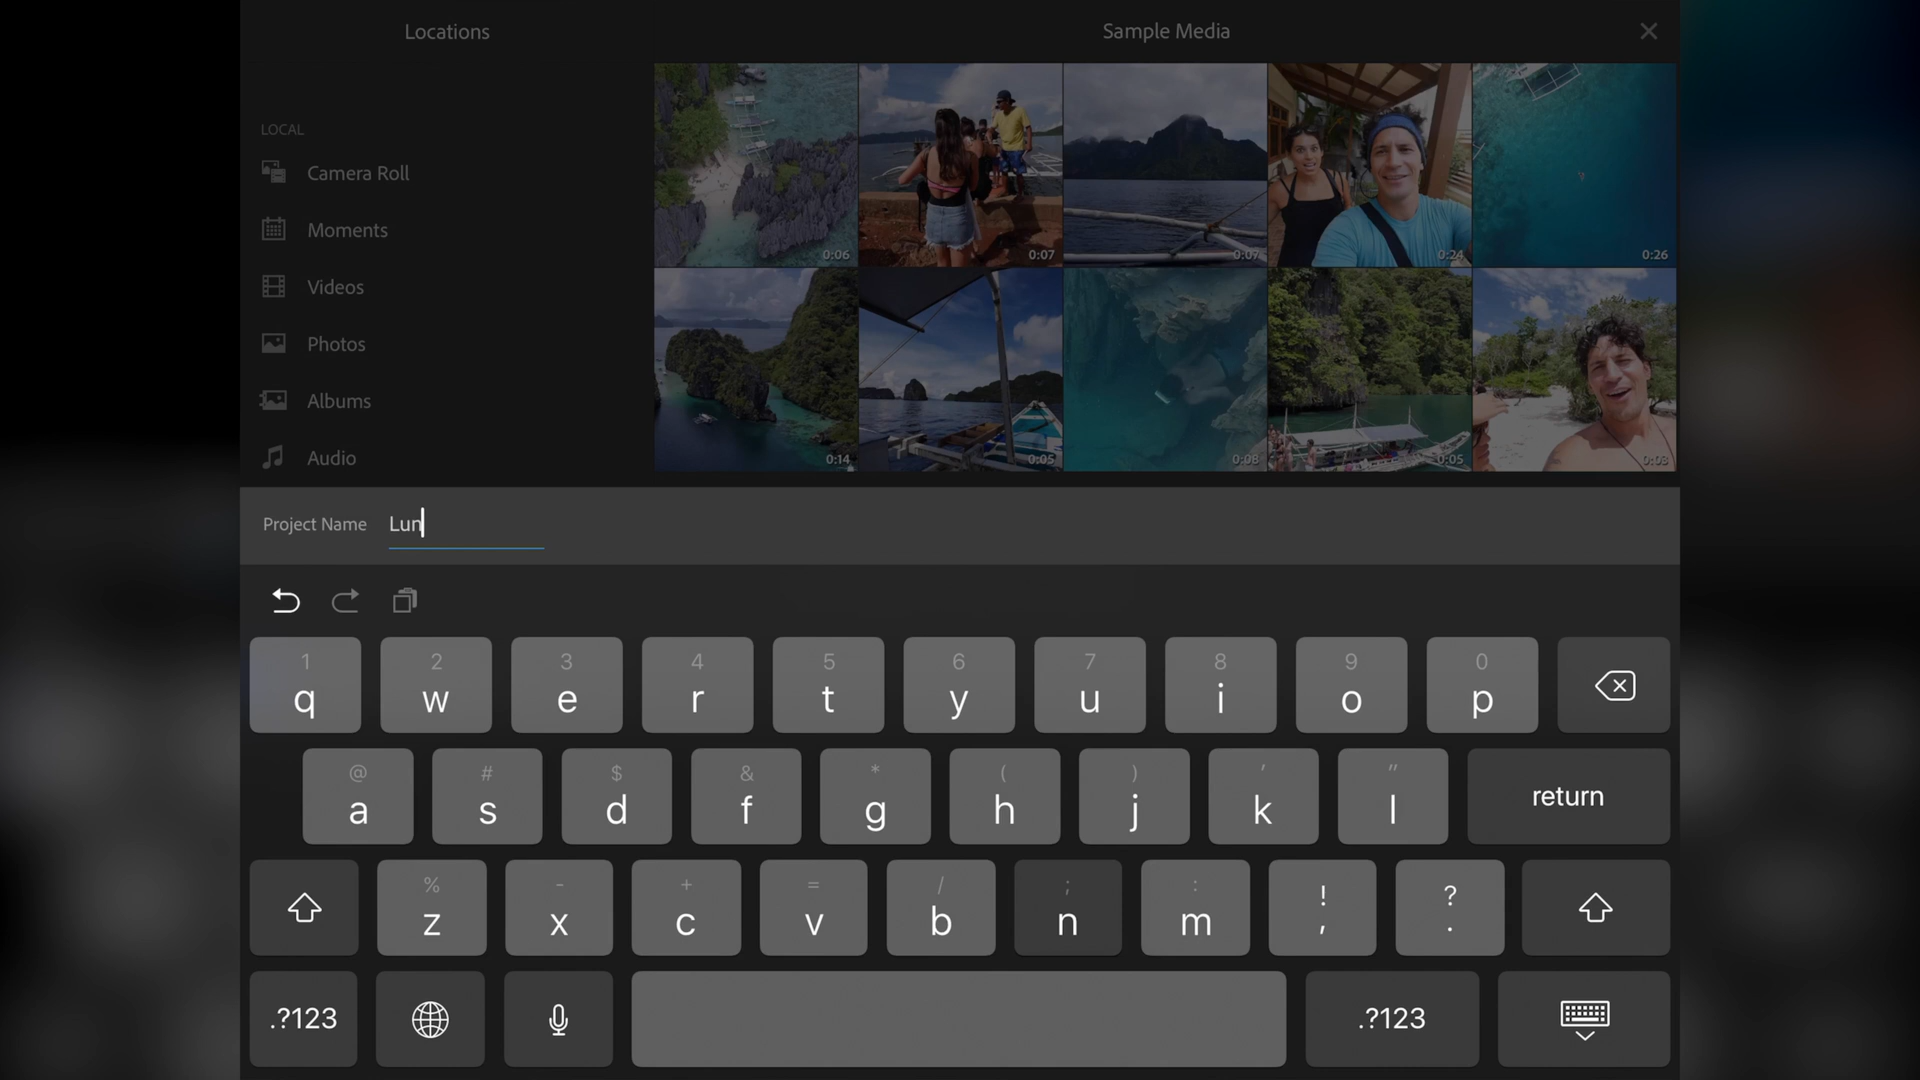 Locations
Sample Media
LOCAL
Camera Roll
Moments
Videos
Photos
Albums
Audio
0:06
0:07
0:07
0:24
0:26
0:14
0:05
0:08
0:05
0:03
Project Name Lun
1 2 3 4 5 6 7 8 9 0
q w e r t y u i o p
@ # $ & * ( ) ' "
a s d f g h j k l return
% - + = / ; : ! ?
z x c v b n m , .
.?123 .?123